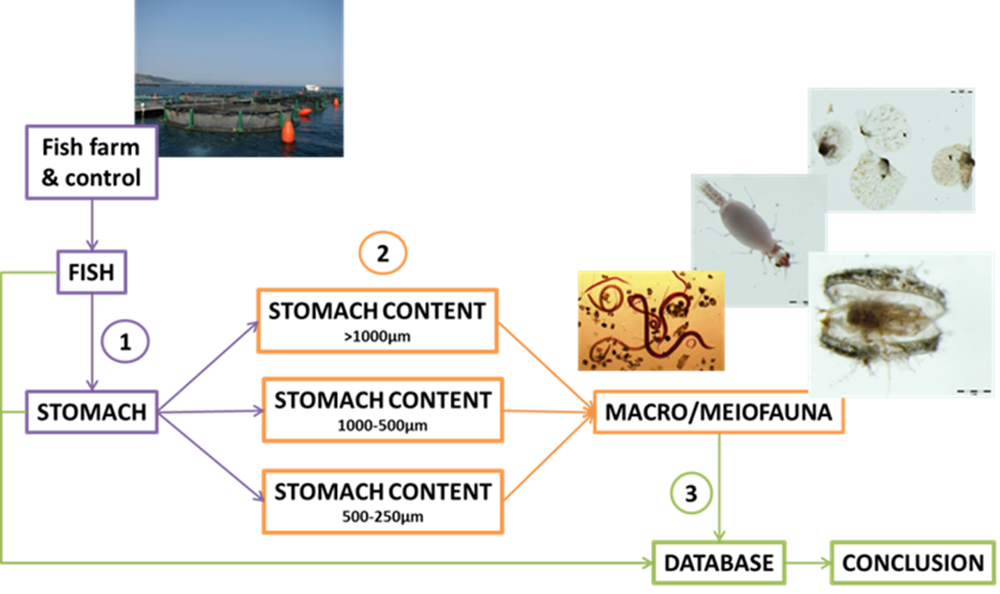 Fish farm
& control
FISH
1
STOMACH
2
STOMACH CONTENT
>1000µm
STOMACH CONTENT
1000-500µm
STOMACH CONTENT
500-250µm
MACRO/MEIOFAUNA
3
DATABASE
CONCLUSION